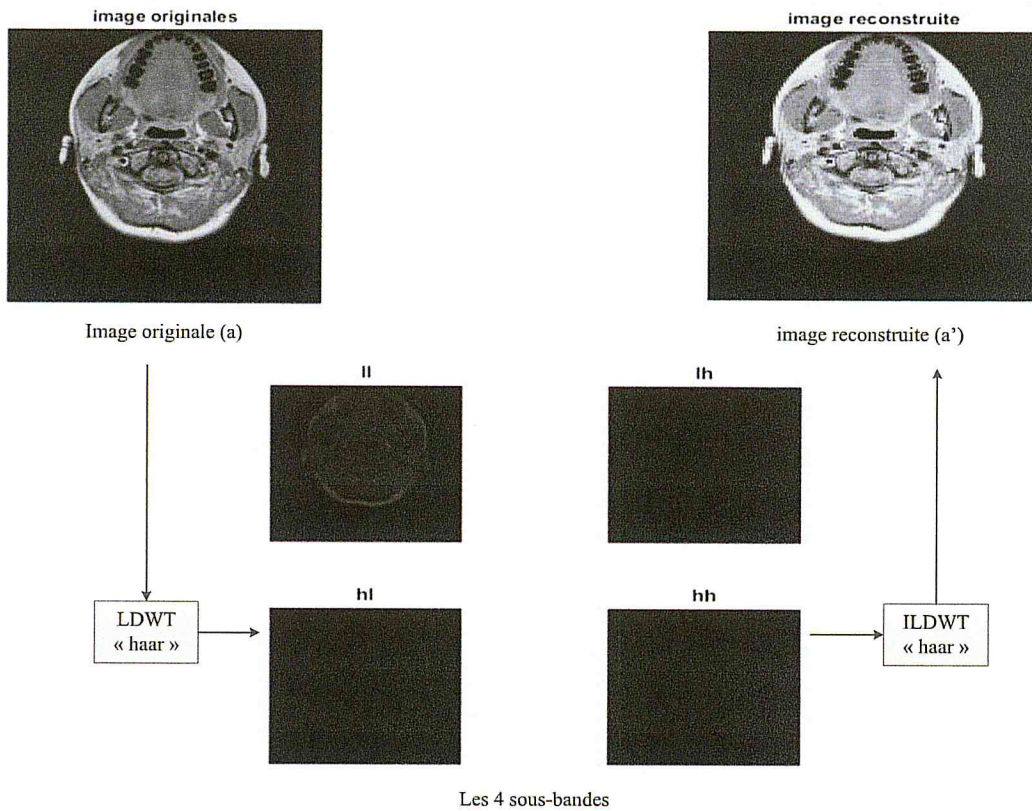 image originales
image reconstruite
Image originale (a)
image reconstruite (a’)
ll
lh
hl
hh
LDWT
« haar »
ILDWT
« haar »
Les 4 sous-bandes